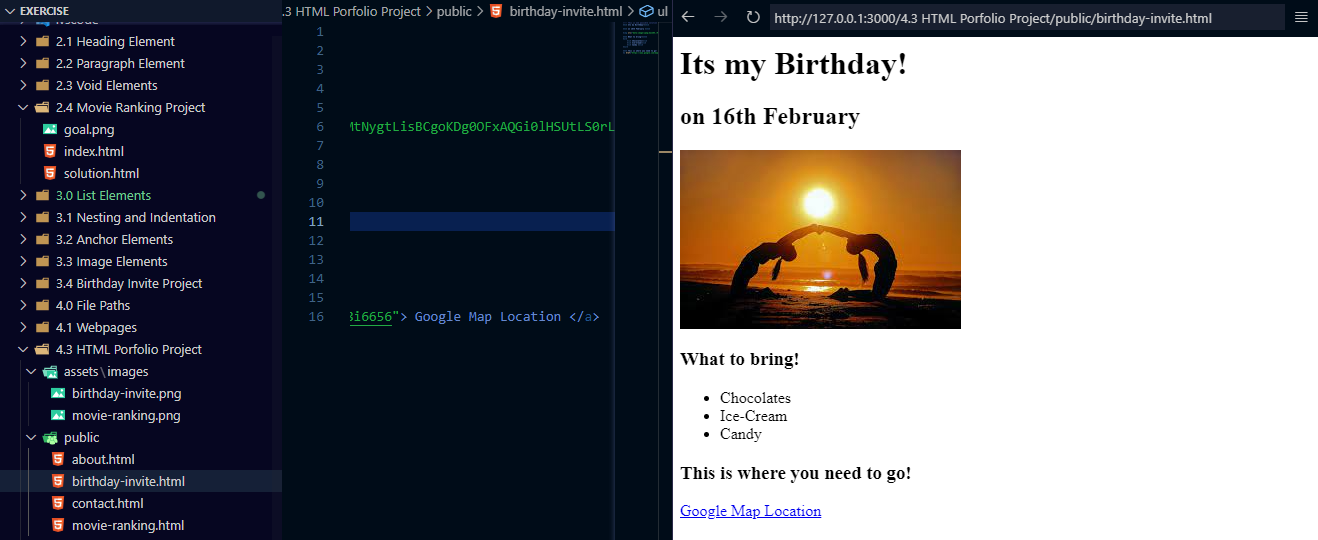 EXERCISE
2.1 Heading Element
2.2 Paragraph Element
2.3 Void Elements
2.4 Movie Ranking Project
goal.png
index.html
solution.html
3.0 List Elements
3.1 Nesting and Indentation
3.2 Anchor Elements
3.3 Image Elements
3.4 Birthday Invite Project
4.0 File Paths
4.1 Webpages
4.3 HTML Porfolio Project
assets\images
birthday-invite.png
movie-ranking.png
public
about.html
birthday-invite.html
contact.html
movie-ranking.html
.3 HTML Porfolio Project > public > birthday-invite.html > ul
1
2
3
4
5
6 MtNygtLisBCgoKDg0OFxAQGi0lHSUtLS0rL
7
8
9
10
11
12
13
14
15
16 3i6656"> Google Map Location </a>
http://127.0.0.1:3000/4.3 HTML Porfolio Project/public/birthday-invite.html
Its my Birthday!
on 16th February
What to bring!
• Chocolates
• Ice-Cream
• Candy
This is where you need to go!
Google Map Location